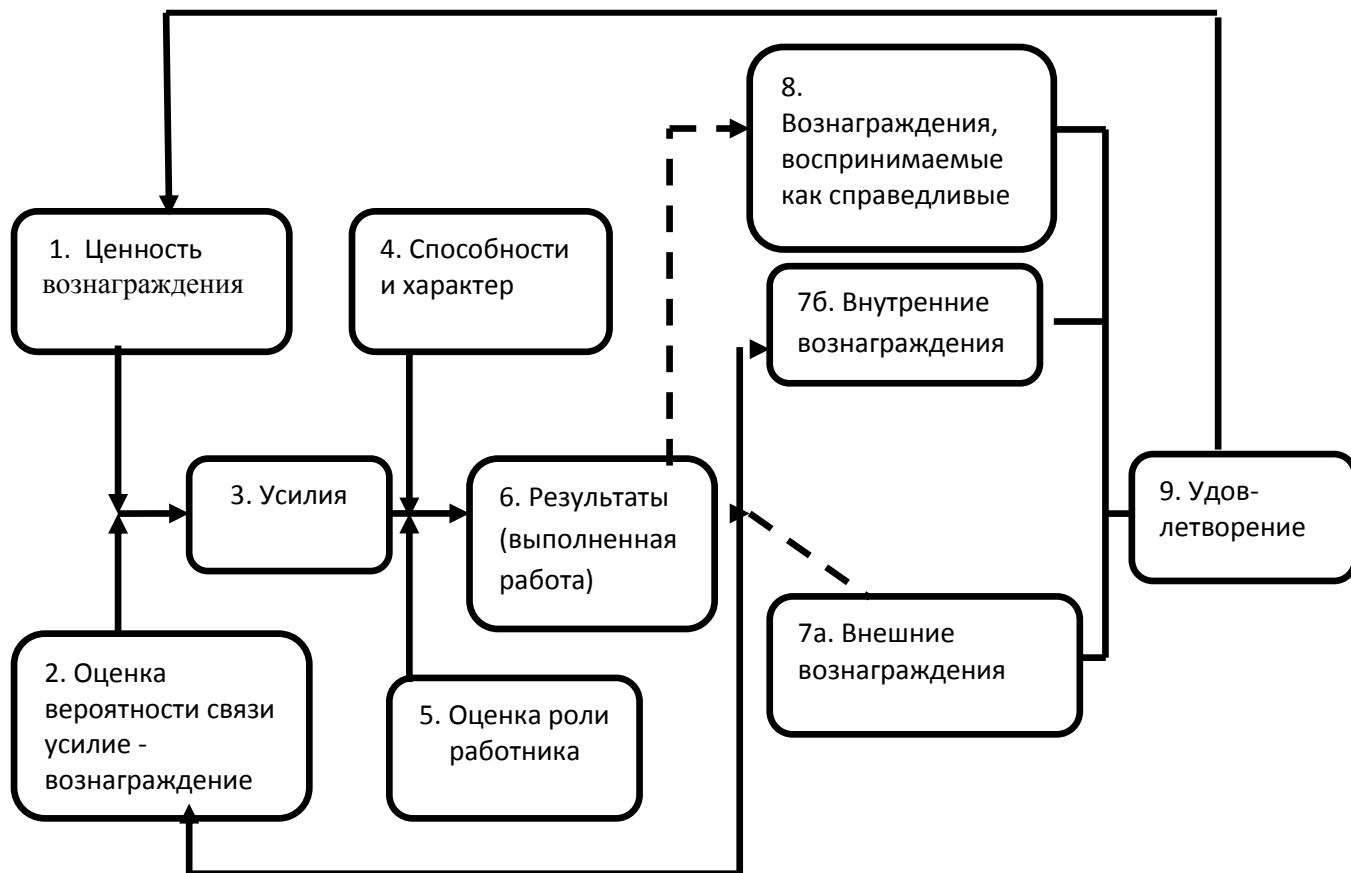 1. Ценность
вознаграждения
2. Оценка
вероятности связи
усилие -
вознаграждение
3. Усилия
4. Способности
и характер
5. Оценка роли
работника
6. Результаты
(выполненная
работа)
8.
Вознаграждения,
воспринимаемые
как справедливые
7б. Внутренние
вознаграждения
7а. Внешние
вознаграждения
9. Удов-
летворение